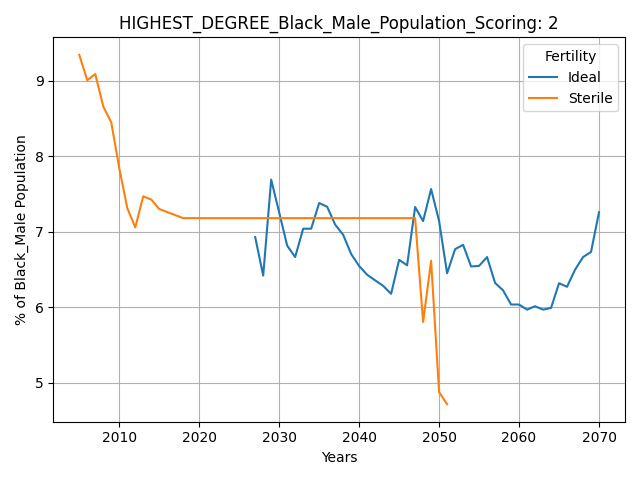 HIGHEST_DEGREE_Black_Male_Population_Scoring: 2
Fertility
Ideal
Sterile
% of Black_Male Population
9
8
7
6
5
2010 2020 2030 2040 2050 2060 2070
Years